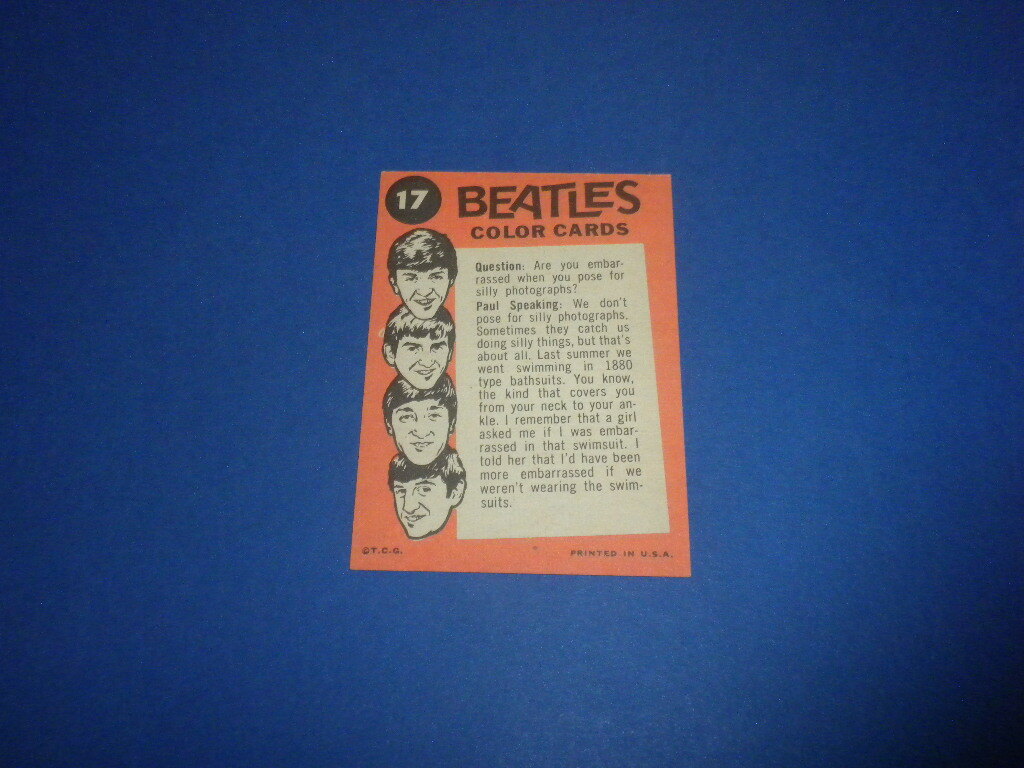 17
BEATLES
COLOR CARDS
Question: Are you embar-
rassed when you pose for
silly photographs?
Paul Speaking: We don't
pose for silly photographs.
Sometimes they catch us
doing silly things, but that's
about all. Last summer we
went swimming in 1880
type bathsuits. You know,
the kind that covers you
from your neck to your an-
kle. I remember that a girl
asked me if I was embar-
rassed in that swimsuit. I
told her that I'd have been
more embarrassed if we
weren't wearing the swim-
suits.
©T.C.G. PRINTED IN U.S.A.